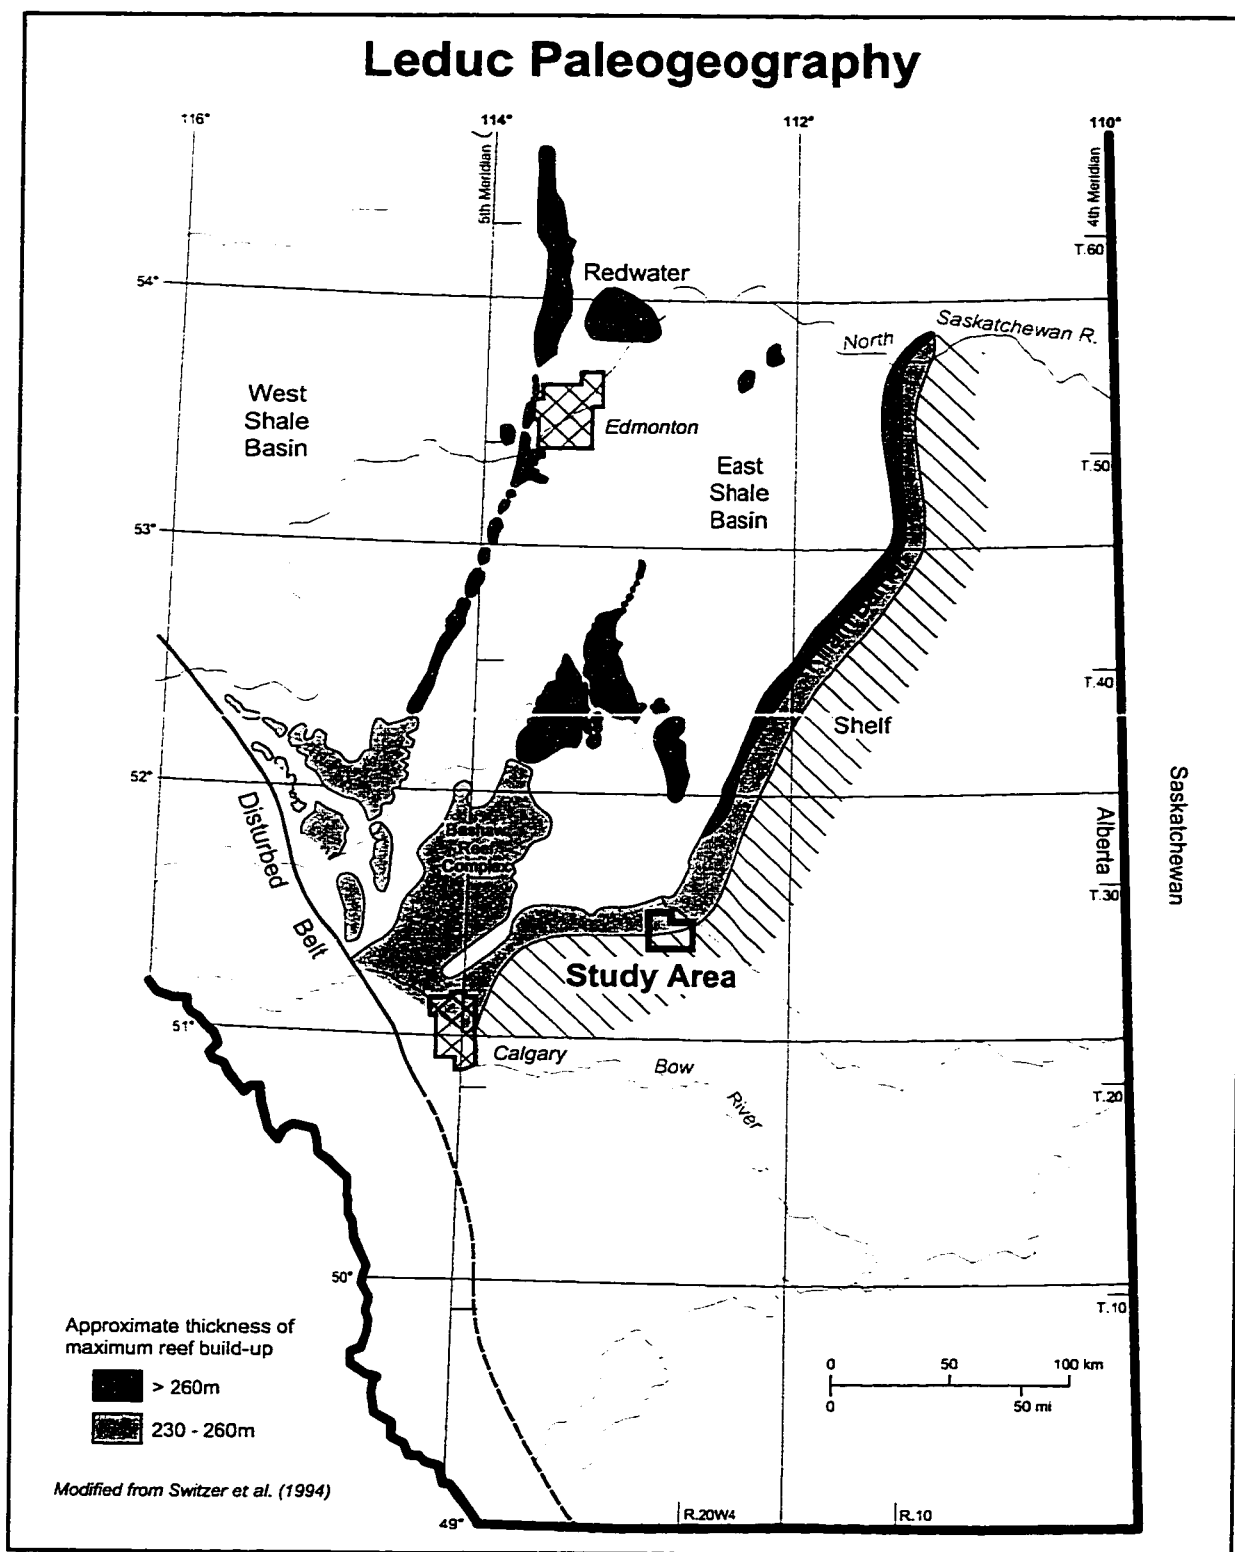 Leduc Paleogeography
116°
114°
112°
110°
5th Meridian
4th Meridian
T.60
54°
Redwater
North
Saskatchewan R.
West
Shale
Basin
Edmonton
East
Shale
Basin
T.50
53°
T.40
Shelf
52°
Disturbed
Belt
Bashaw
Reef
Complex
Alberta
Saskatchewan
T.30
Study Area
51°
Calgary
Bow
River
T.20
50°
T.10
Approximate thickness of
maximum reef build-up
> 260m
230 - 260m
0 50 100 km
0 50 mi
Modified from Switzer et al. (1994)
49°
R.20W4
R.10